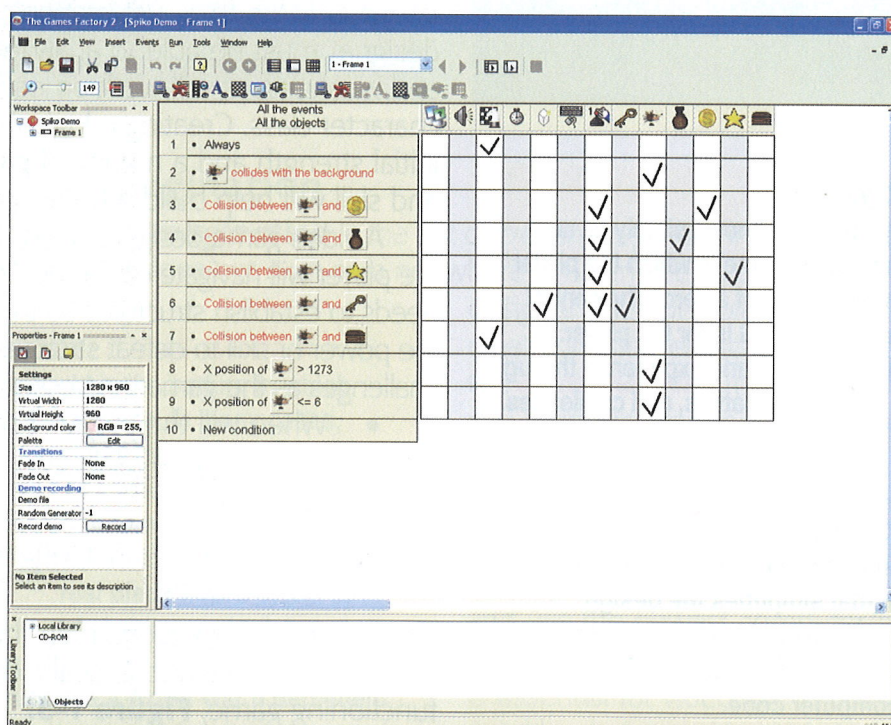 The Games Factory 2 - [Spiko Demo - Frame 1]
File Edit View Insert Events Run Tools Window Help
1 - Frame 1
149
Workspace Toolbar
Spiko Demo
Frame 1
All the events
All the objects
1 • Always
2 • collides with the background
3 • Collision between and
4 • Collision between and
5 • Collision between and
6 • Collision between and
7 • Collision between and
8 • X position of > 1273
9 • X position of <= 6
10 • New condition
Properties - Frame 1
Settings
Size 1280 x 960
Virtual Width 1280
Virtual Height 960
Background color RGB = 255,
Palette Edit
Transitions
Fade In None
Fade Out None
Demo recording
Demo file
Random Generator -1
Record demo Record
No Item Selected
Select an item to see its description
Library Toolbar
Local Library
CD-ROM
Objects
Ready